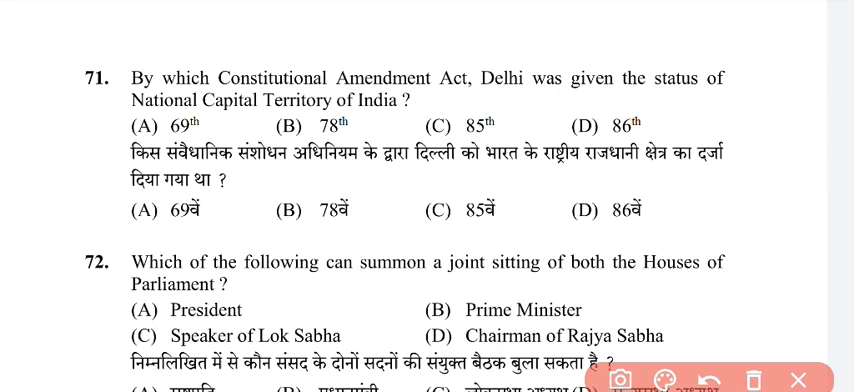 71. By which Constitutional Amendment Act, Delhi was given the status of
National Capital Territory of India ?
(A) 69th (B) 78th (C) 85th (D) 86th
किस संवैधानिक संशोधन अधिनियम के द्वारा दिल्ली को भारत के राष्ट्रीय राजधानी क्षेत्र का दर्जा
दिया गया था ?
(A) 69वें (B) 78वें (C) 85वें (D) 86वें
72. Which of the following can summon a joint sitting of both the Houses of
Parliament ?
(A) President (B) Prime Minister
(C) Speaker of Lok Sabha (D) Chairman of Rajya Sabha
निम्नलिखित में से कौन संसद के दोनों सदनों की संयुक्त बैठक बुला सकता है ?